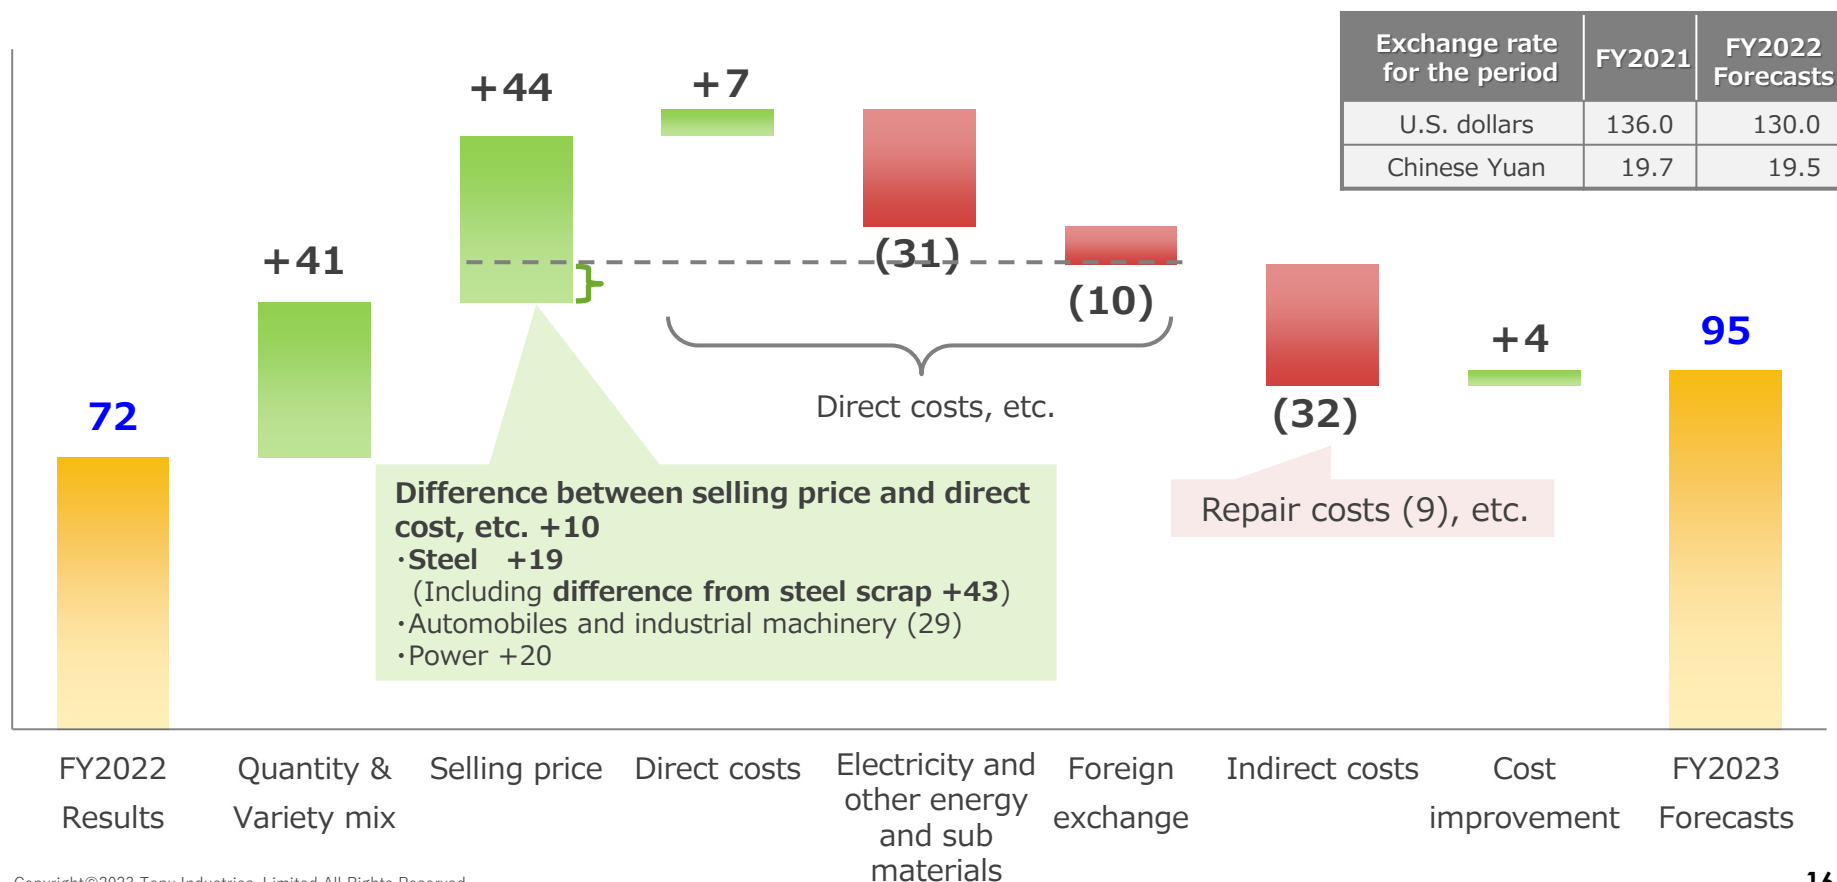 Exchange rate
for the period
FY2021
FY2022
Forecasts
U.S. dollars 136.0 130.0
Chinese Yuan 19.7 19.5
+44
+7
+41
(31)
(10)
+4
95
72
Direct costs, etc.
(32)
Difference between selling price and direct
cost, etc. +10
・Steel +19
(Including difference from steel scrap +43)
・Automobiles and industrial machinery (29)
・Power +20
Repair costs (9), etc.
FY2022
Results
Quantity &
Variety mix
Selling price
Direct costs
Electricity and
other energy
and sub
materials
Foreign
exchange
Indirect costs
Cost
improvement
FY2023
Forecasts